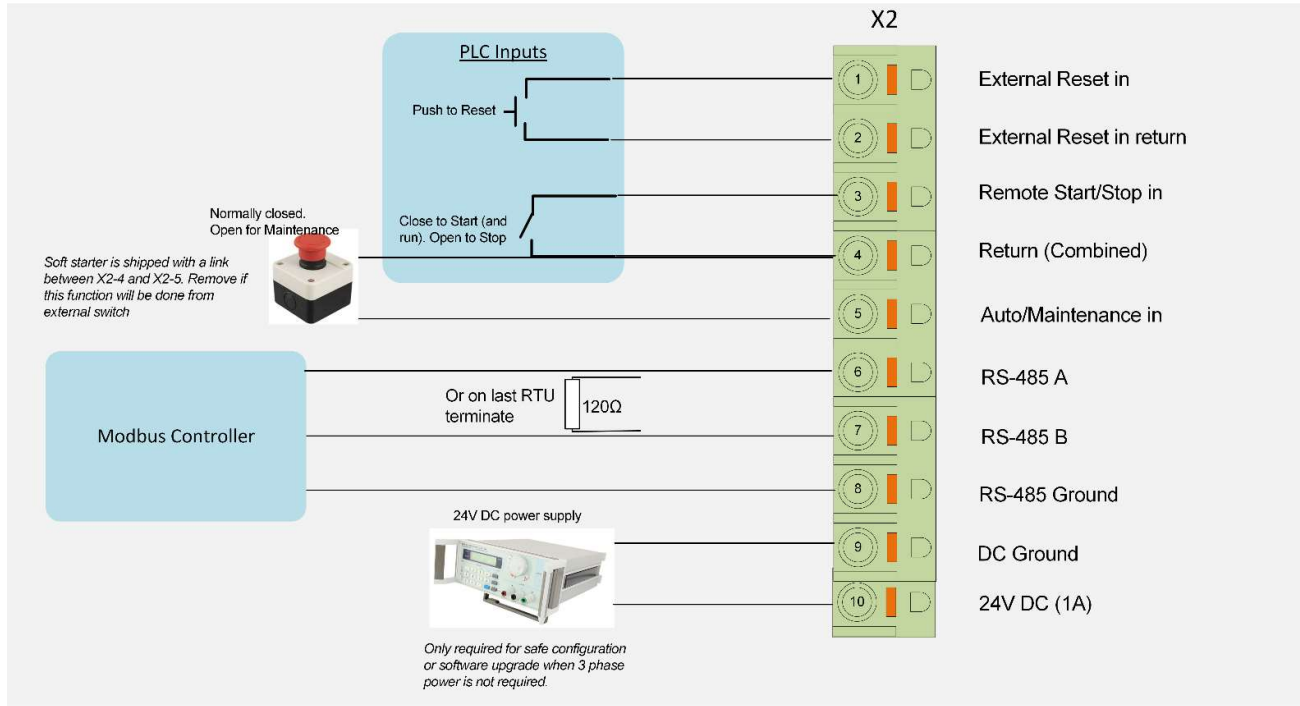 X2
PLC Inputs
Push to Reset
1
External Reset in
2
External Reset in return
3
Remote Start/Stop in
Normally closed.
Open for Maintenance
Close to Start (and
run). Open to Stop
4
Return (Combined)
Soft starter is shipped with a link
between X2-4 and X2-5. Remove if
this function will be done from
external switch
5
Auto/Maintenance in
6
RS-485 A
Or on last RTU
terminate
120Ω
Modbus Controller
7
RS-485 B
8
RS-485 Ground
24V DC power supply
9
DC Ground
10
24V DC (1A)
Only required for safe configuration
or software upgrade when 3 phase
power is not required.